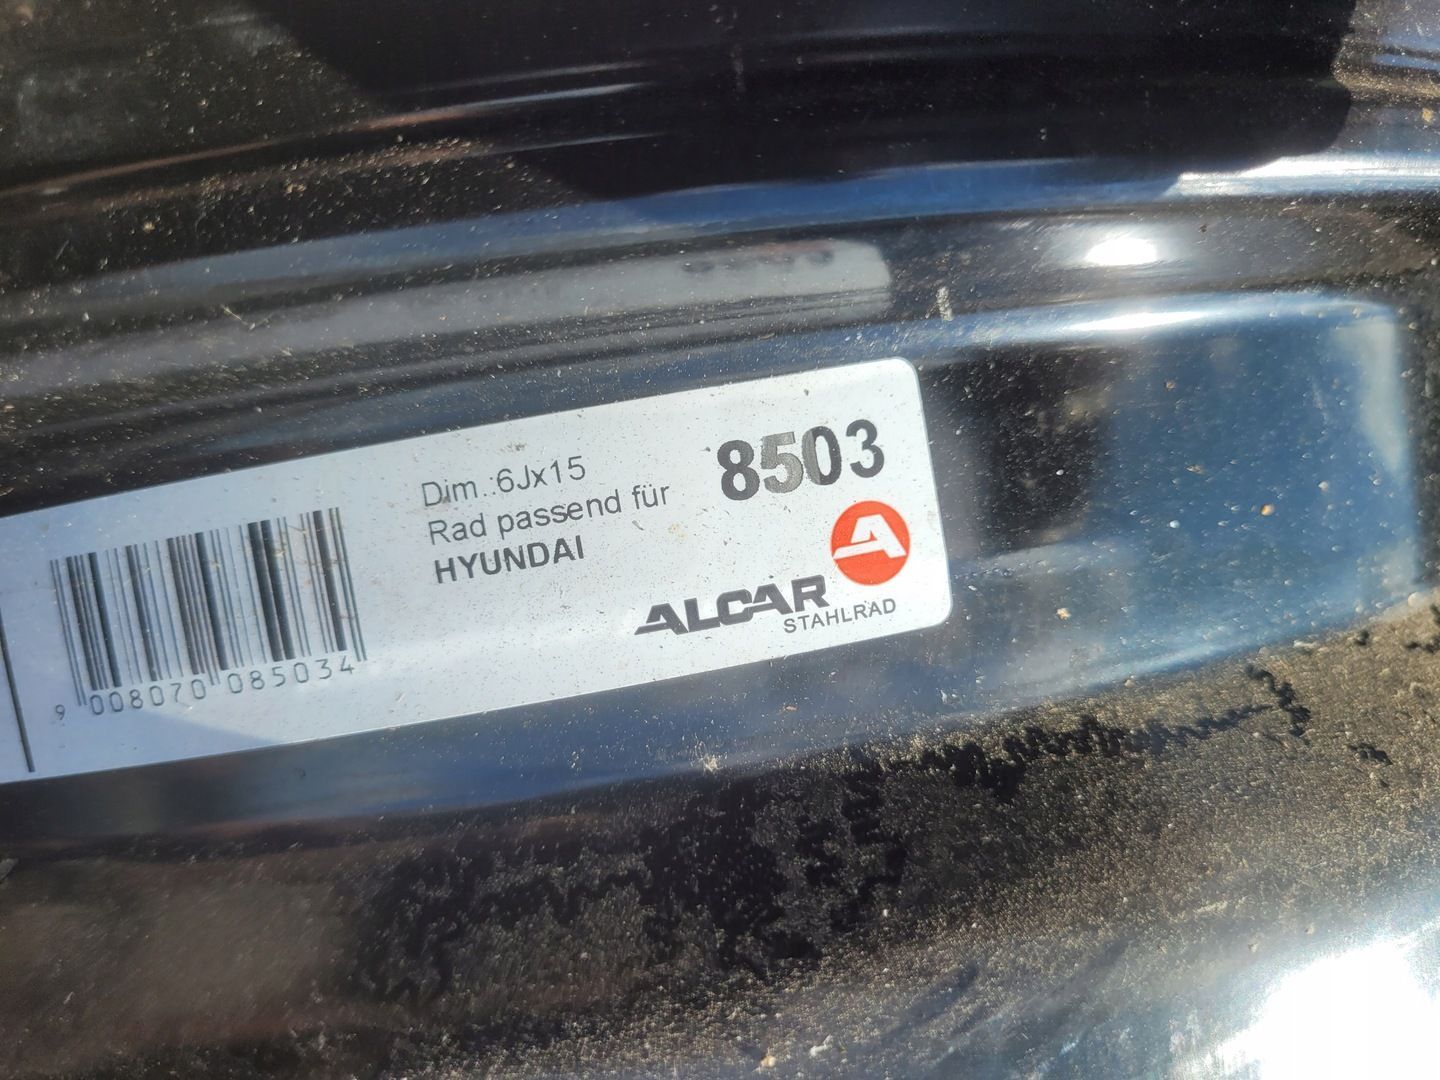 Dim. 6Jx15
Rad passend für
HYUNDAI
8503
ALCAR
STAHLRAD
9 008070 085034